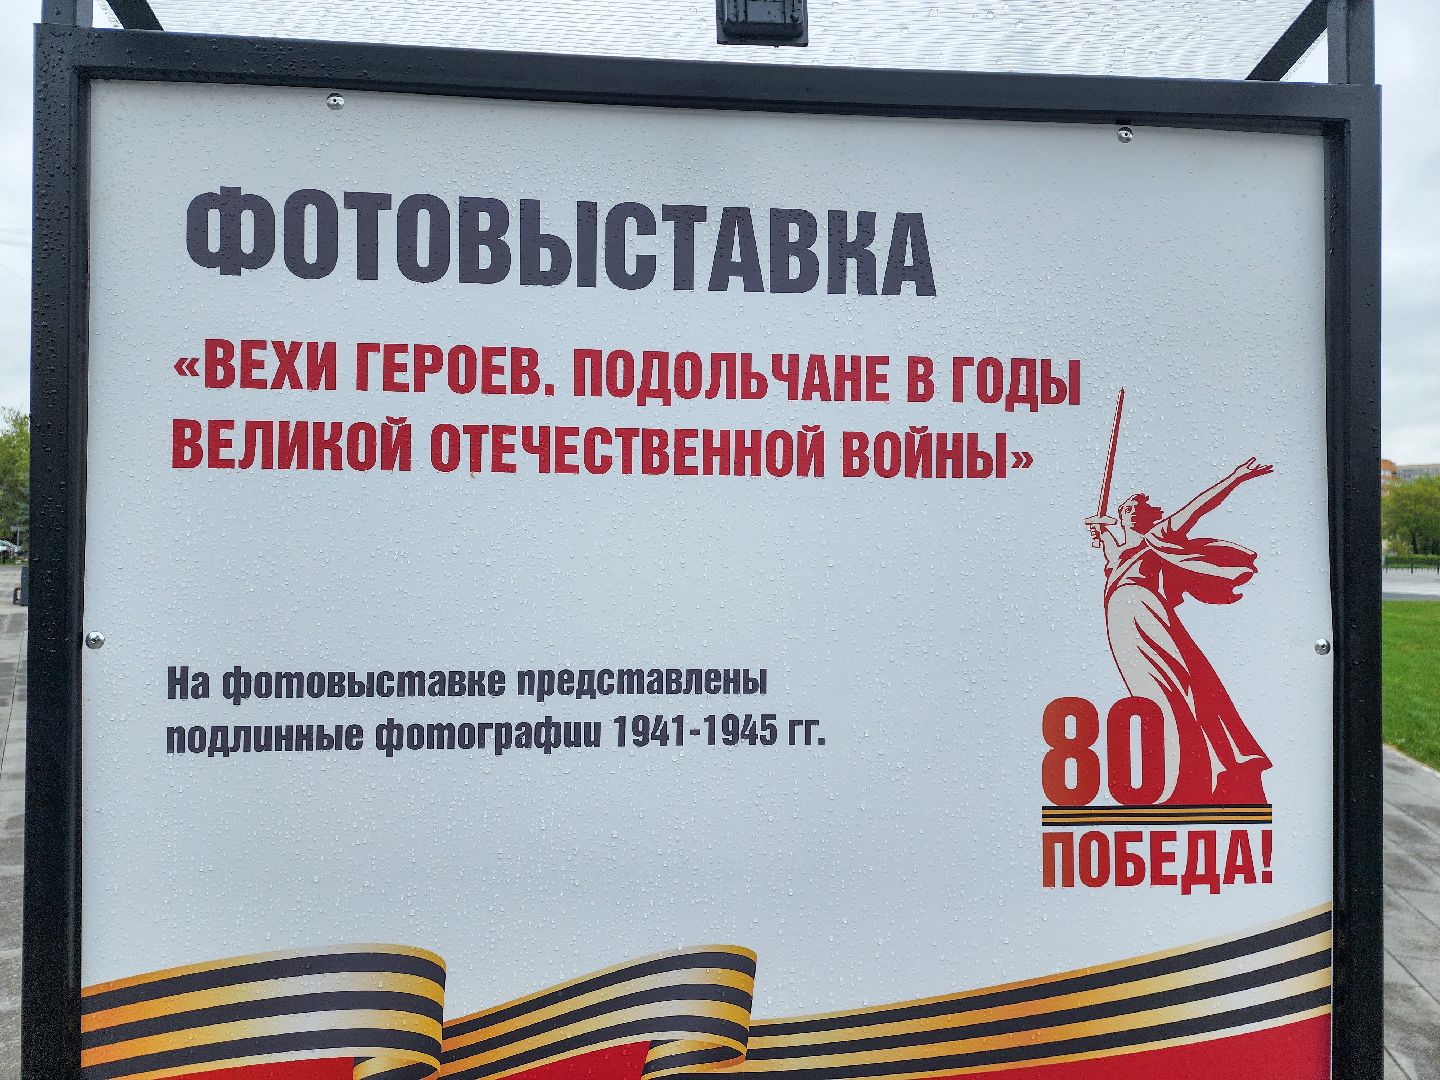 ФОТОВЫСТАВКА
«ВЕХИ ГЕРОЕВ. ПОДОЛЬЧАНЕ В ГОДЫ
ВЕЛИКОЙ ОТЕЧЕСТВЕННОЙ ВОЙНЫ»
На фотовыставке представлены
подлинные фотографии 1941-1945 гг.
80
ПОБЕДА!